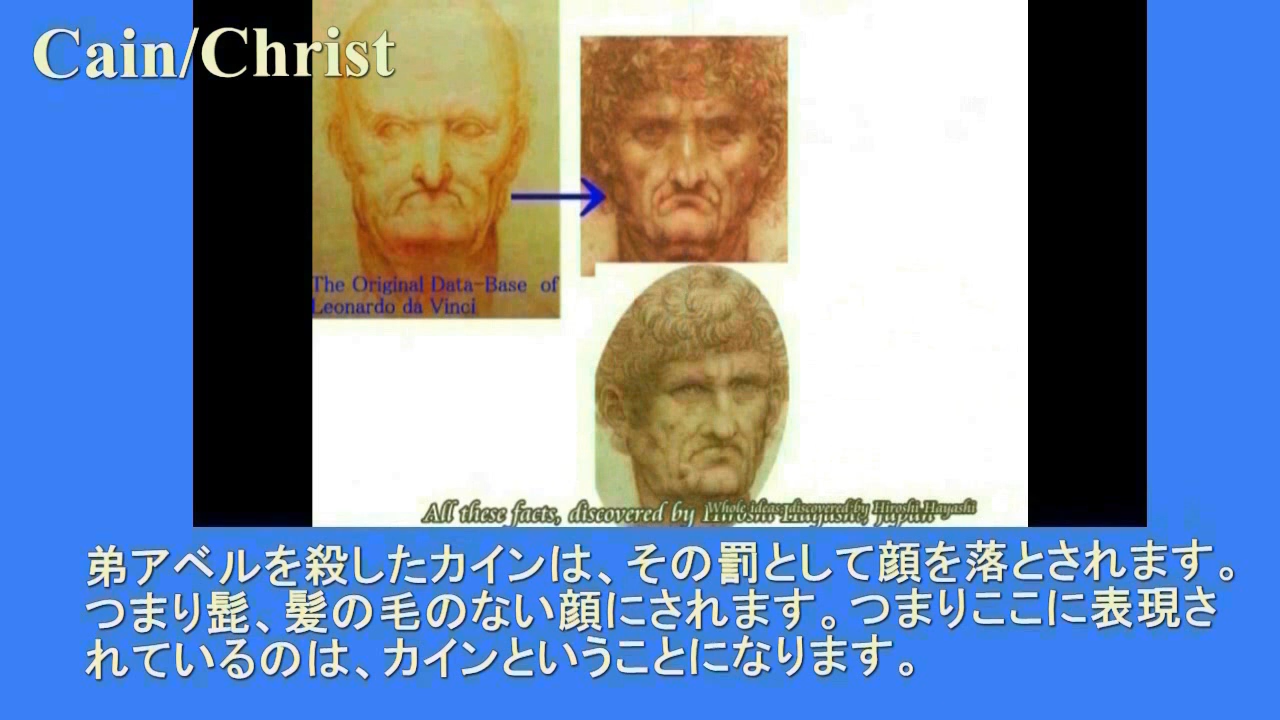 Cain/Christ
The Original Data-Base of
Leonardo da Vinci
All these facts, discovered by Hiroshi Hayashi, Japan
Whole ideas; discovered by Hiroshi Hayashi
弟アベルを殺したカインは、その罰として顔を落とされます。
つまり髭、髪の毛のない顔にされます。つまりここに表現さ
れているのは、カインということになります。